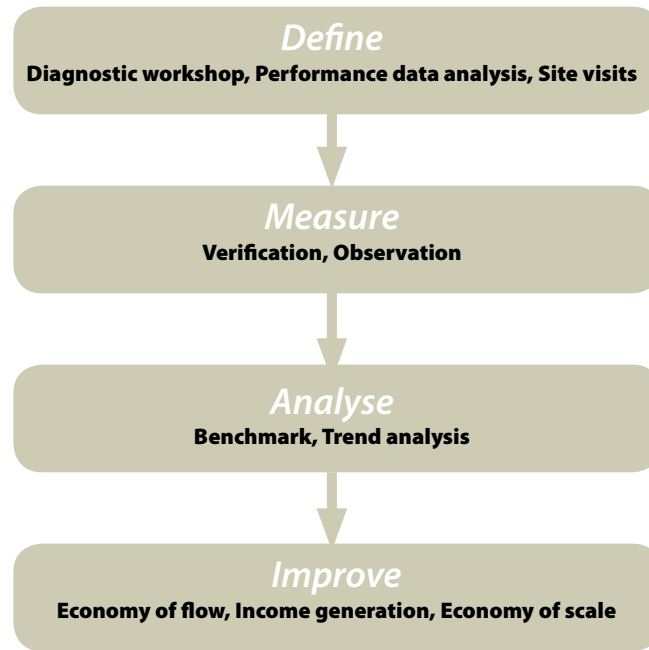 Define
Diagnostic workshop, Performance data analysis, Site visits
Measure
Verification, Observation
Analyse
Benchmark, Trend analysis
Improve
Economy of flow, Income generation, Economy of scale